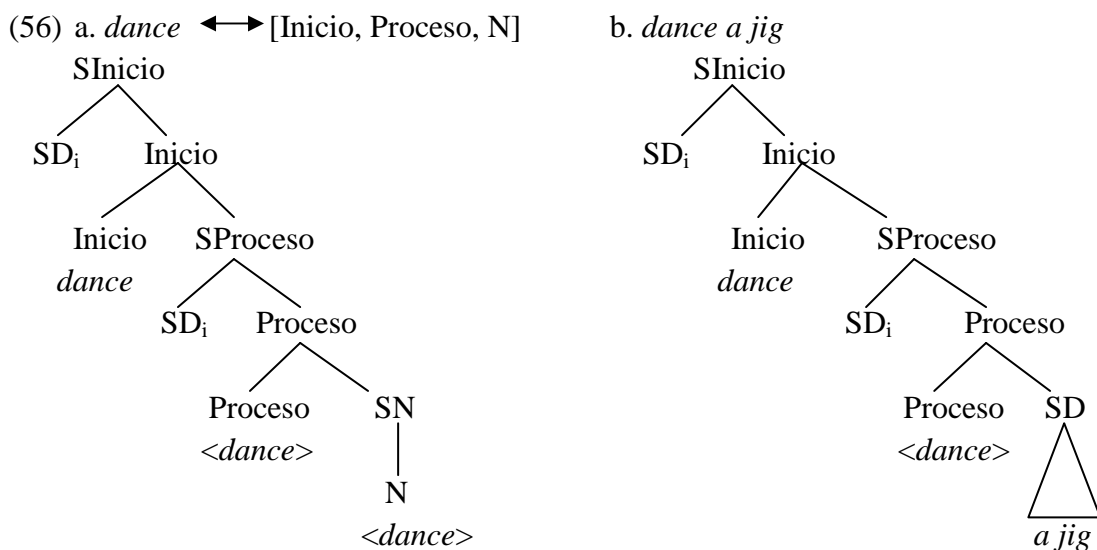 (56) a. dance ↔ [Inicio, Proceso, N] b. dance a jig
SInicio SInicio
SDi Inicio SDi Inicio
Inicio SProceso Inicio SProceso
dance dance
SDi Proceso SDi Proceso
Proceso SN Proceso SD
<dance> <dance>
N
<dance> a jig